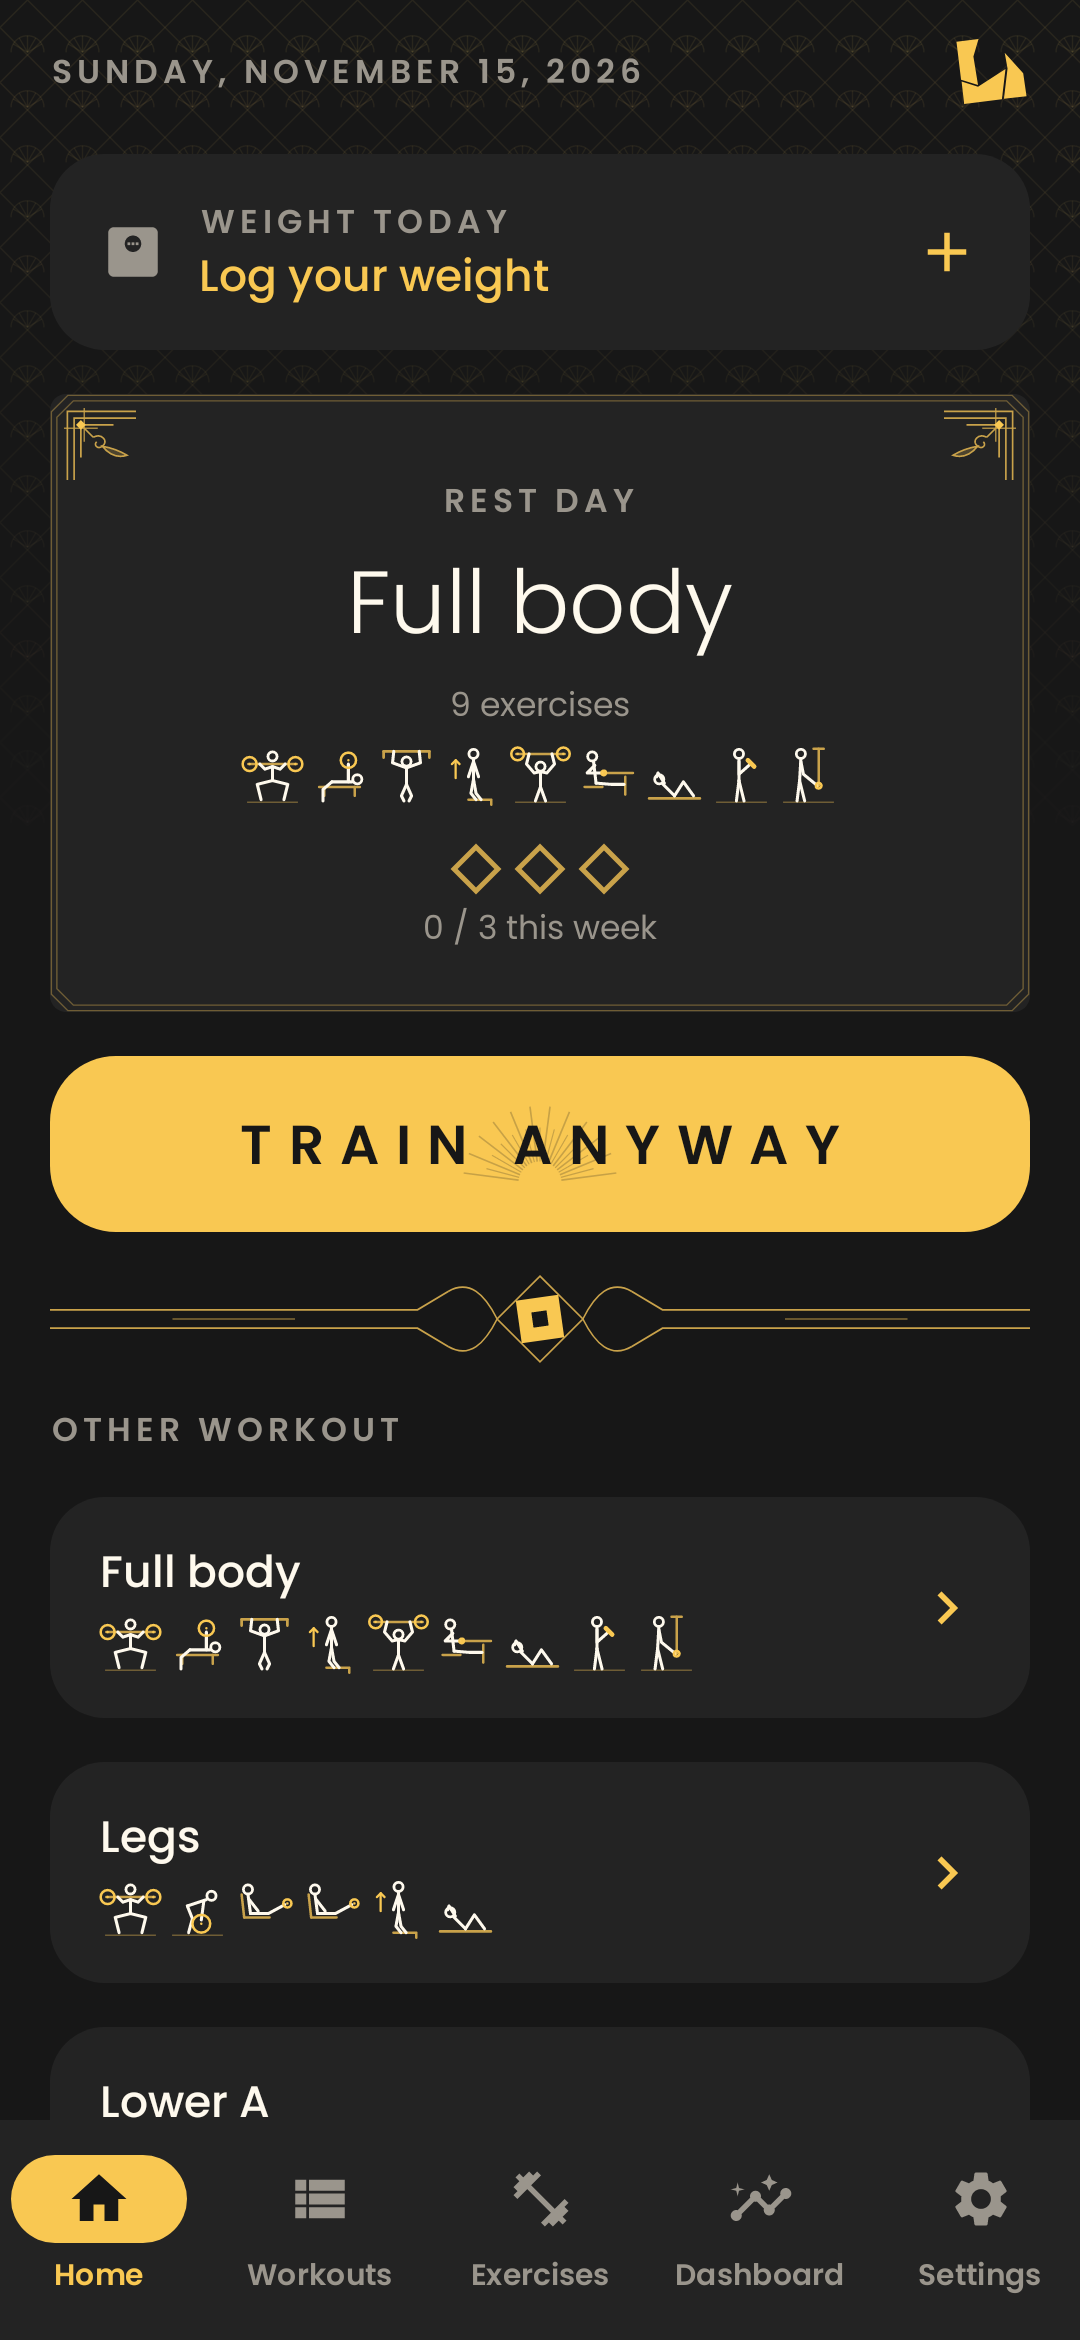 SUNDAY, NOVEMBER 15, 2026
WEIGHT TODAY
Log your weight
REST DAY
Full body
9 exercises
0 / 3 this week
TRAIN ANYWAY
OTHER WORKOUT
Full body
Legs
Lower A
Home
Workouts
Exercises
Dashboard
Settings